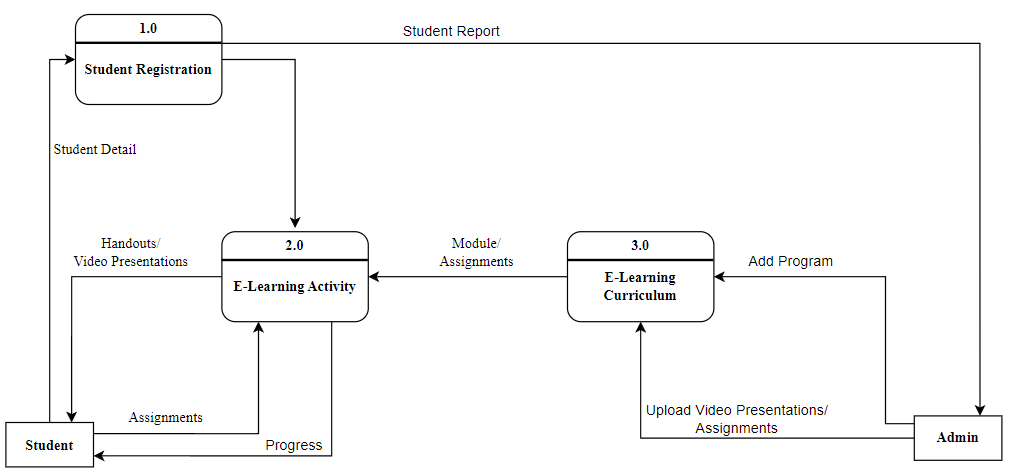 1.0
Student Report
Student Registration
Student Detail
Handouts/
Video Presentations
2.0
E-Learning Activity
Module/
Assignments
3.0
E-Learning
Curriculum
Add Program
Assignments
Progress
Student
Upload Video Presentations/
Assignments
Admin